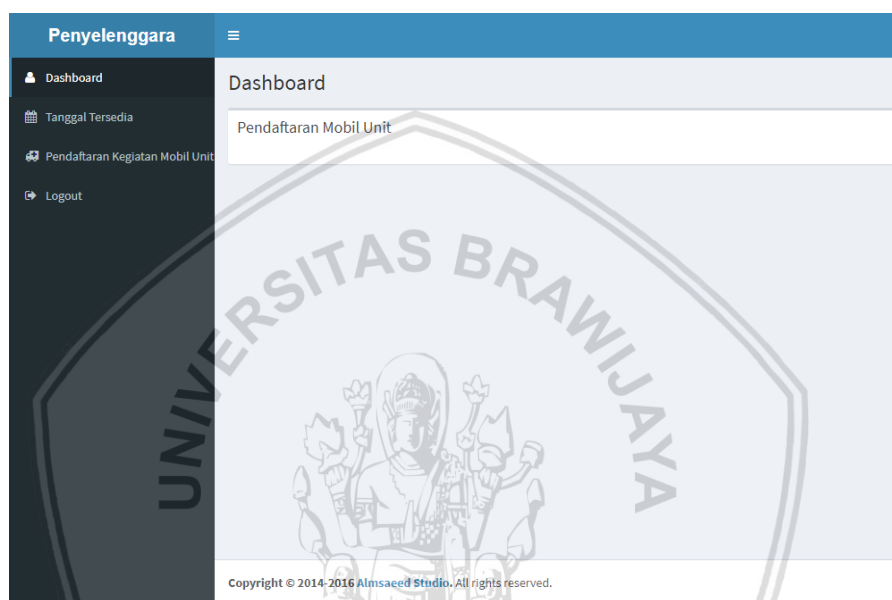 Penyelenggara
Dashboard
Tanggal Tersedia
Pendaftaran Kegiatan Mobil Unit
Logout
Dashboard
Pendaftaran Mobil Unit
UNIVERSITAS BRAWIJAYA
Copyright © 2014-2016 Almsaeed Studio. All rights reserved.